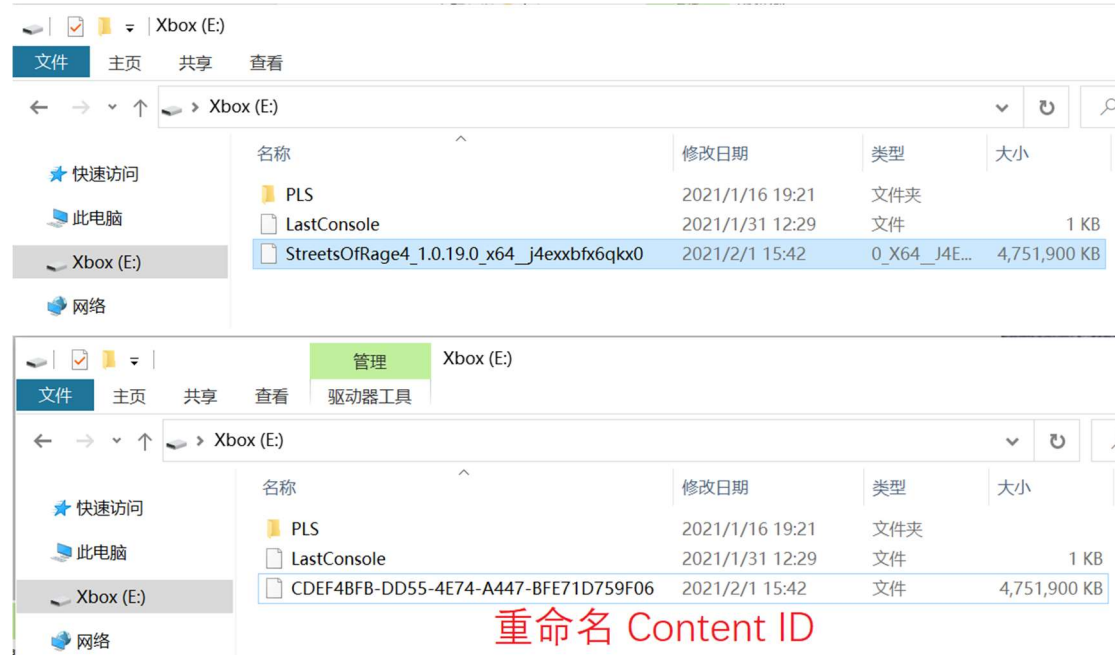 Xbox (E:)
文件 主页 共享 查看
Xbox (E:)
名称 修改日期 类型 大小
快速访问
此电脑
Xbox (E:)
网络
PLS 2021/1/16 19:21 文件夹
LastConsole 2021/1/31 12:29 文件 1 KB
StreetsOfRage4_1.0.19.0_x64__j4exxbfx6qkx0 2021/2/1 15:42 0_X64__J4E... 4,751,900 KB
管理 Xbox (E:)
文件 主页 共享 查看 驱动器工具
Xbox (E:)
名称 修改日期 类型 大小
快速访问
此电脑
Xbox (E:)
网络
PLS 2021/1/16 19:21 文件夹
LastConsole 2021/1/31 12:29 文件 1 KB
CDEF4BFB-DD55-4E74-A447-BFE71D759F06 2021/2/1 15:42 文件 4,751,900 KB
重命名 Content ID